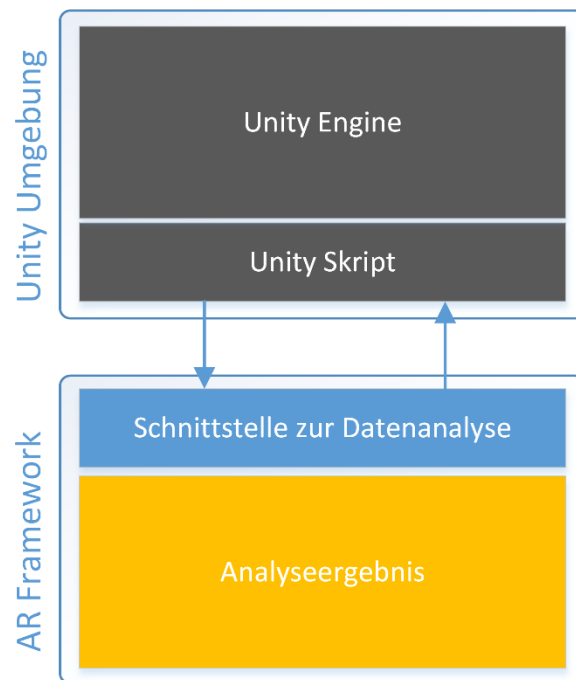 Unity Umgebung
Unity Engine
Unity Skript
AR Framework
Schnittstelle zur Datenanalyse
Analyseergebnis